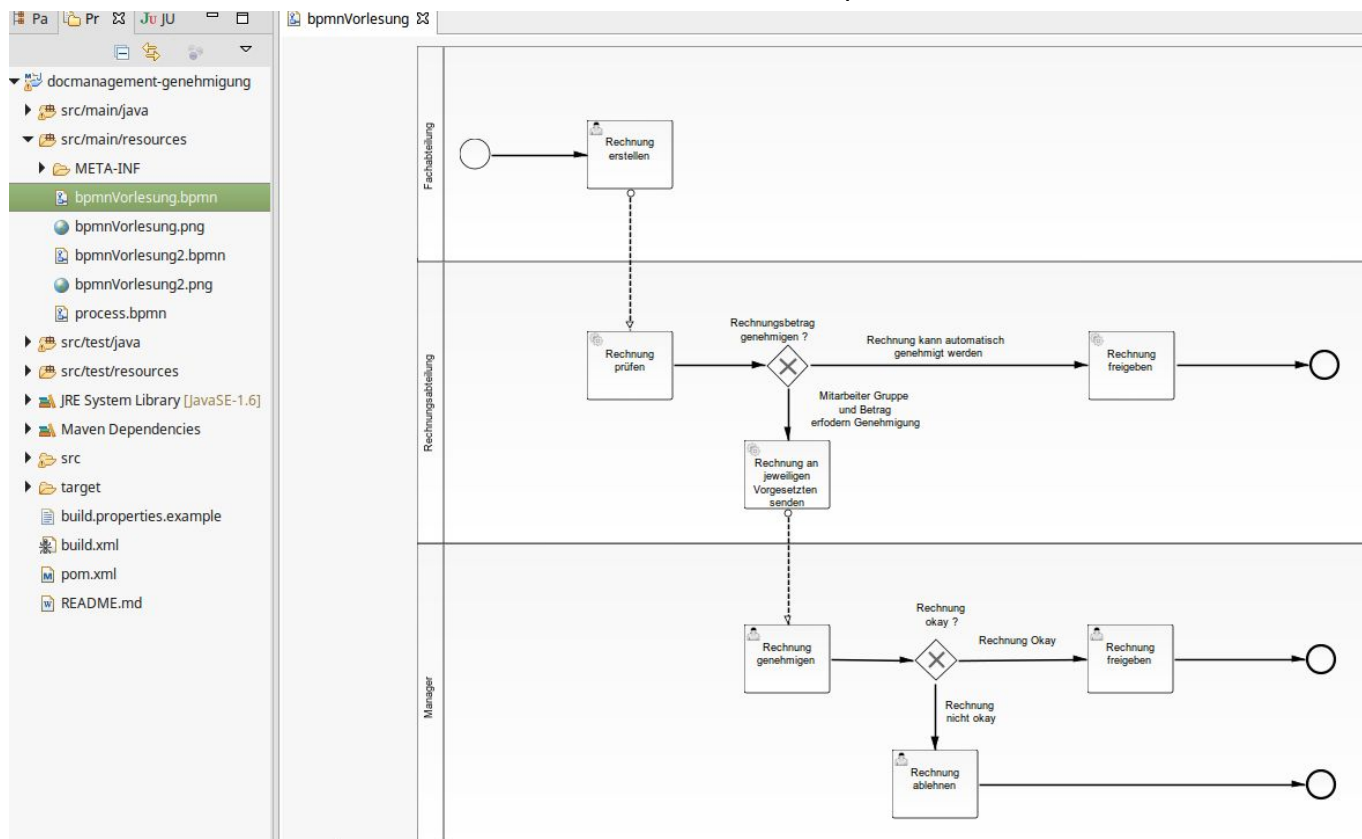 Pa
Pr
JU JU
bpmnVorlesung
docmanagement-genehmigung
src/main/java
src/main/resources
META-INF
bpmnVorlesung.bpmn
bpmnVorlesung.png
bpmnVorlesung2.bpmn
bpmnVorlesung2.png
process.bpmn
src/test/java
src/test/resources
JRE System Library [JavaSE-1.6]
Maven Dependencies
src
target
build.properties.example
build.xml
pom.xml
README.md
Fachabteilung
Rechnung
erstellen
Rechnungsabteilung
Rechnung
prüfen
Rechnungsbetrag
genehmigen ?
Rechnung kann automatisch
genehmigt werden
Rechnung
freigeben
Mitarbeiter Gruppe
und Betrag
erfodern Genehmigung
Rechnung an
jeweiligen
Vorgesetzten
senden
Manager
Rechnung
genehmigen
Rechnung
okay ?
Rechnung Okay
Rechnung
freigeben
Rechnung
nicht okay
Rechnung
ablehnen